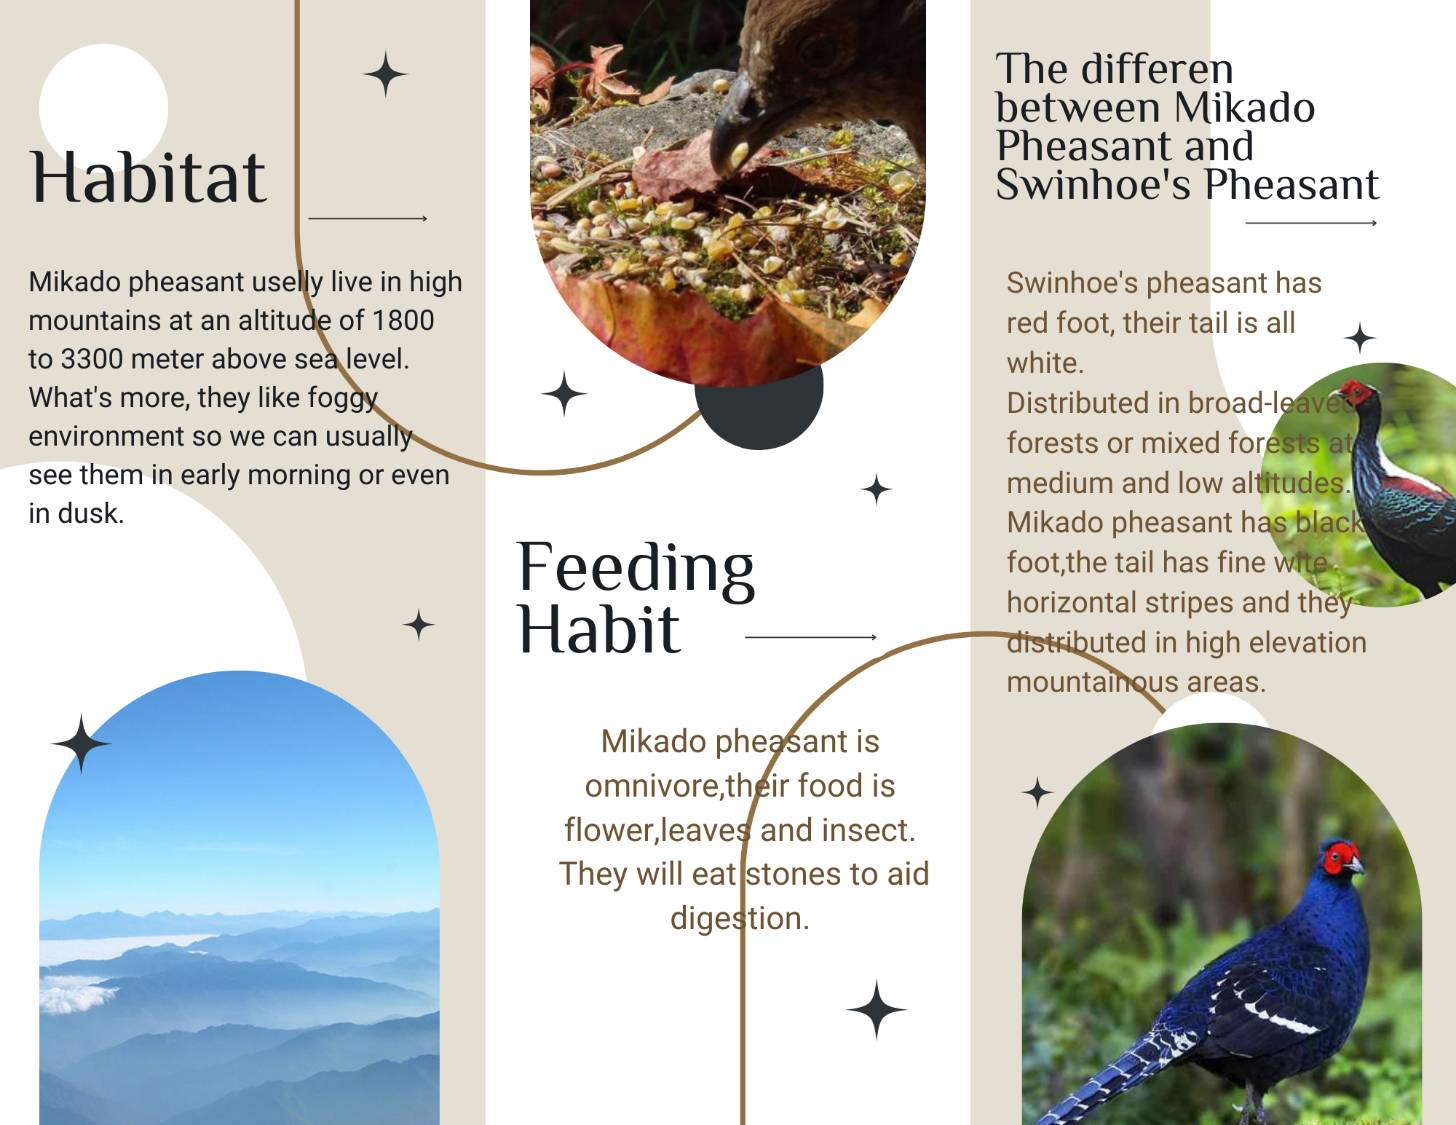 Habitat
Mikado pheasant uselly live in high
mountains at an altitude of 1800
to 3300 meter above sea level.
What's more, they like foggy
environment so we can usually
see them in early morning or even
in dusk.
Feeding
Habit
Mikado pheasant is
omnivore,their food is
flower,leaves and insect.
They will eat stones to aid
digestion.
The differen
between Mikado
Pheasant and
Swinhoe's Pheasant
Swinhoe's pheasant has
red foot, their tail is all
white.
Distributed in broad-leaved
forests or mixed forests at
medium and low altitudes.
Mikado pheasant has black
foot,the tail has fine wite
horizontal stripes and they
distributed in high elevation
mountainous areas.